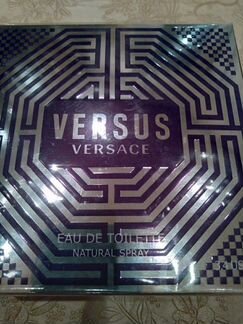 VERSUS
VERSACE
EAU DE TOILETTE
NATURAL SPRAY